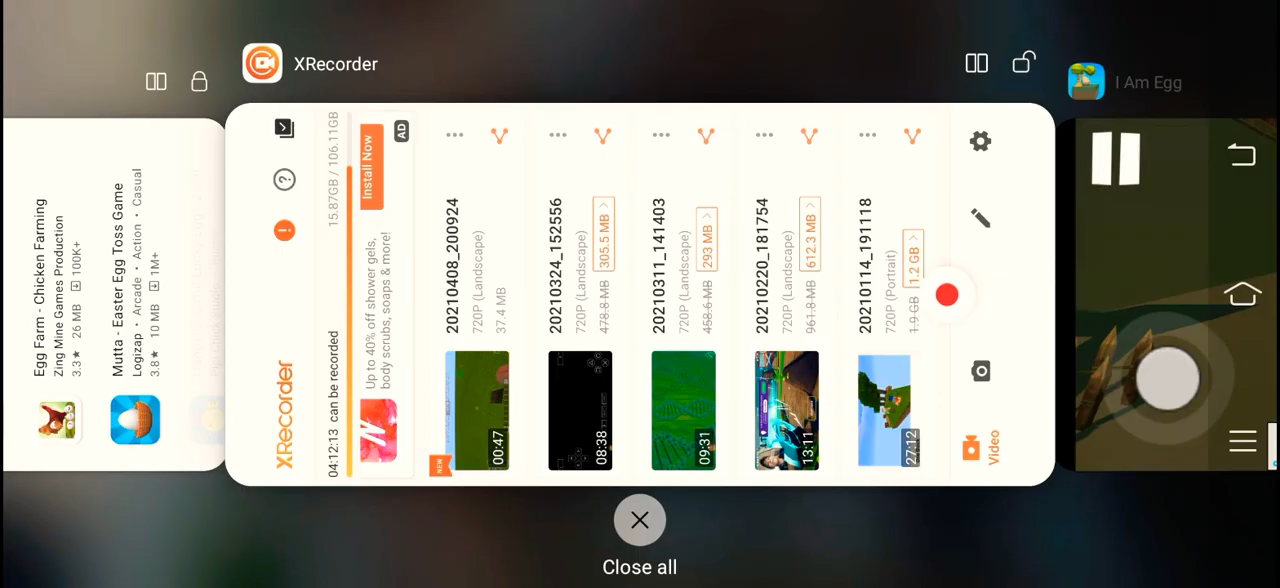 XRecorder
I Am Egg
Egg Farm - Chicken Farming
Zing Mine Games Production
3.3★ 26 MB 100K+
Mutta - Easter Egg Toss Game
Logizap • Arcade • Action • Casual
3.8★ 10 MB 1M+
XRecorder
04:12:13 can be recorded
15.87GB / 106.11GB
Up to 40% off shower gels,
body scrubs, soaps & more!
Install Now
AD
NEW
00:47
20210408_200924
720P (Landscape)
37.4 MB
08:38
20210324_152556
720P (Landscape)
478.8 MB
305.5 MB >
09:31
20210311_141403
720P (Landscape)
458.6 MB
293 MB >
13:11
20210220_181754
720P (Landscape)
961.8 MB
612.3 MB >
27:12
20210114_191118
720P (Portrait)
1.9 GB
1.2 GB >
Video
Close all